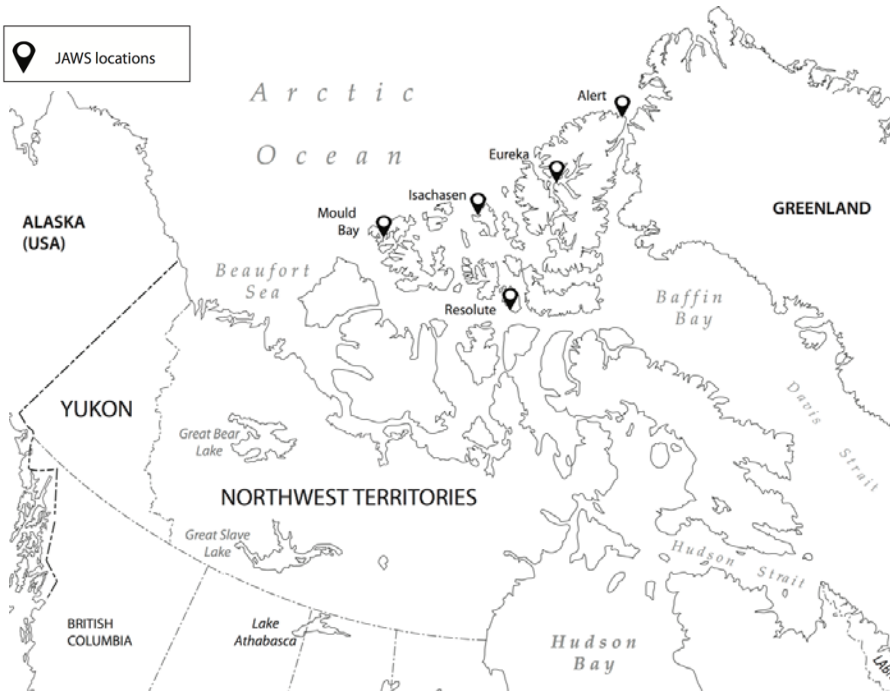 JAWS locations
Arctic
Ocean
Alert
Eureka
Isachasen
Mould
Bay
ALASKA
(USA)
GREENLAND
Beaufort
Sea
Resolute
Baffin
Bay
YUKON
Davis
Strait
Great Bear
Lake
NORTHWEST TERRITORIES
Great Slave
Lake
Hudson Strait
BRITISH
COLUMBIA
Lake
Athabasca
Hudson
Bay